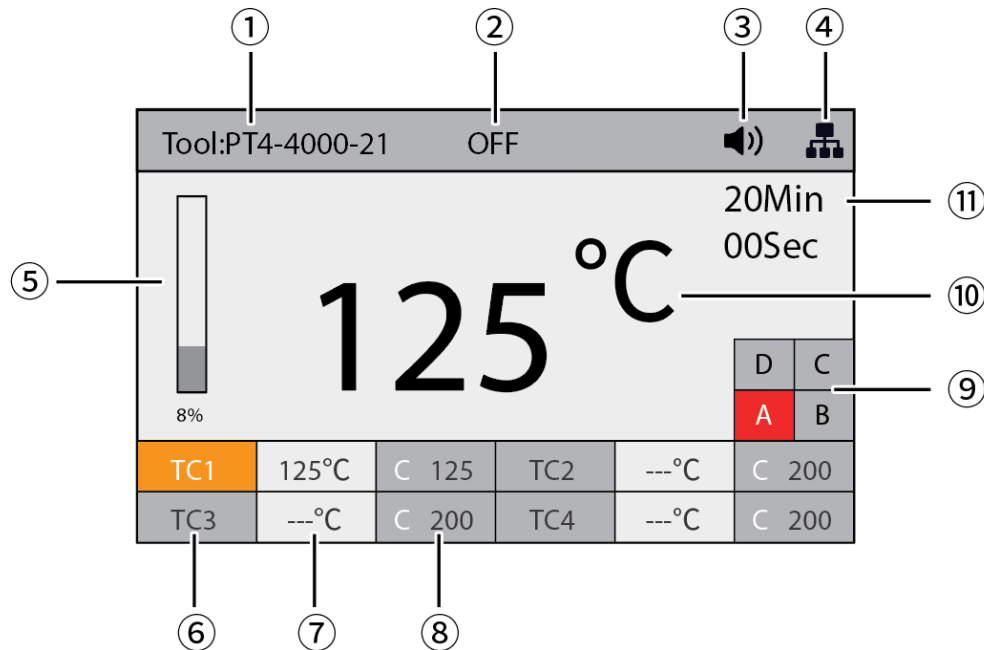 ① ② ③ ④
Tool:PT4-4000-21 OFF
20Min ⑪
00Sec
⑤ 125 °C ⑩
8%
D C
A B ⑨
TC1 125°C C 125 TC2 ---°C C 200
TC3 ---°C C 200 TC4 ---°C C 200
⑥ ⑦ ⑧